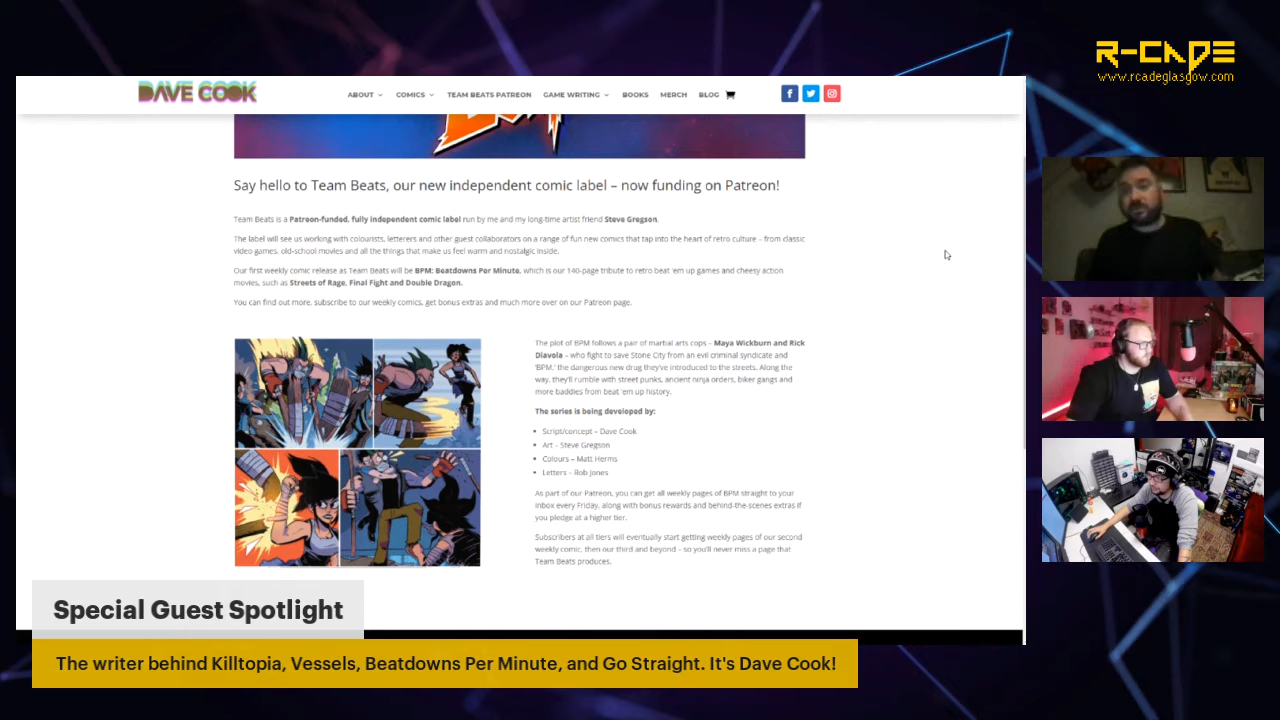 R-CADE
www.rcadeglasgow.com
DAVE COOK
ABOUT COMICS TEAM BEATS PATREON GAME WRITING BOOKS MERCH BLOG
Say hello to Team Beats, our new independent comic label – now funding on Patreon!
Team Beats is a Patreon-funded, fully independent comic label run by me and my long-time artist friend Steve Gregson.
The label will see us working with colourists, letterers and other guest collaborators on a range of fun new comics that tap into the heart of retro culture – from classic
video games, old-school movies and all the things that make us feel warm and nostalgic inside.
Our first weekly comic release as Team Beats will be BPM: Beatdowns Per Minute, which is our 140-page tribute to retro beat 'em up games and cheesy action
movies, such as Streets of Rage, Final Fight and Double Dragon.
You can find out more, subscribe to our weekly comics, get bonus extras and much more over on our Patreon page.
The plot of BPM follows a pair of martial arts cops – Maya Wickburn and Rick
Diavola – who fight to save Stone City from an evil criminal syndicate and
'BPM,' the dangerous new drug they've introduced to the streets. Along the
way, they'll rumble with street punks, ancient ninja orders, biker gangs and
more baddies from beat 'em up history.
The series is being developed by:
• Script/concept – Dave Cook
• Art – Steve Gregson
• Colours – Matt Herms
• Letters – Rob Jones
As part of our Patreon, you can get all weekly pages of BPM straight to your
inbox every Friday, along with bonus rewards and behind-the-scenes extras if
you pledge at a higher tier.
Subscribers at all tiers will eventually start getting weekly pages of our second
weekly comic, then our third and beyond – so you'll never miss a page that
Team Beats produces.
Special Guest Spotlight
The writer behind Killtopia, Vessels, Beatdowns Per Minute, and Go Straight. It's Dave Cook!